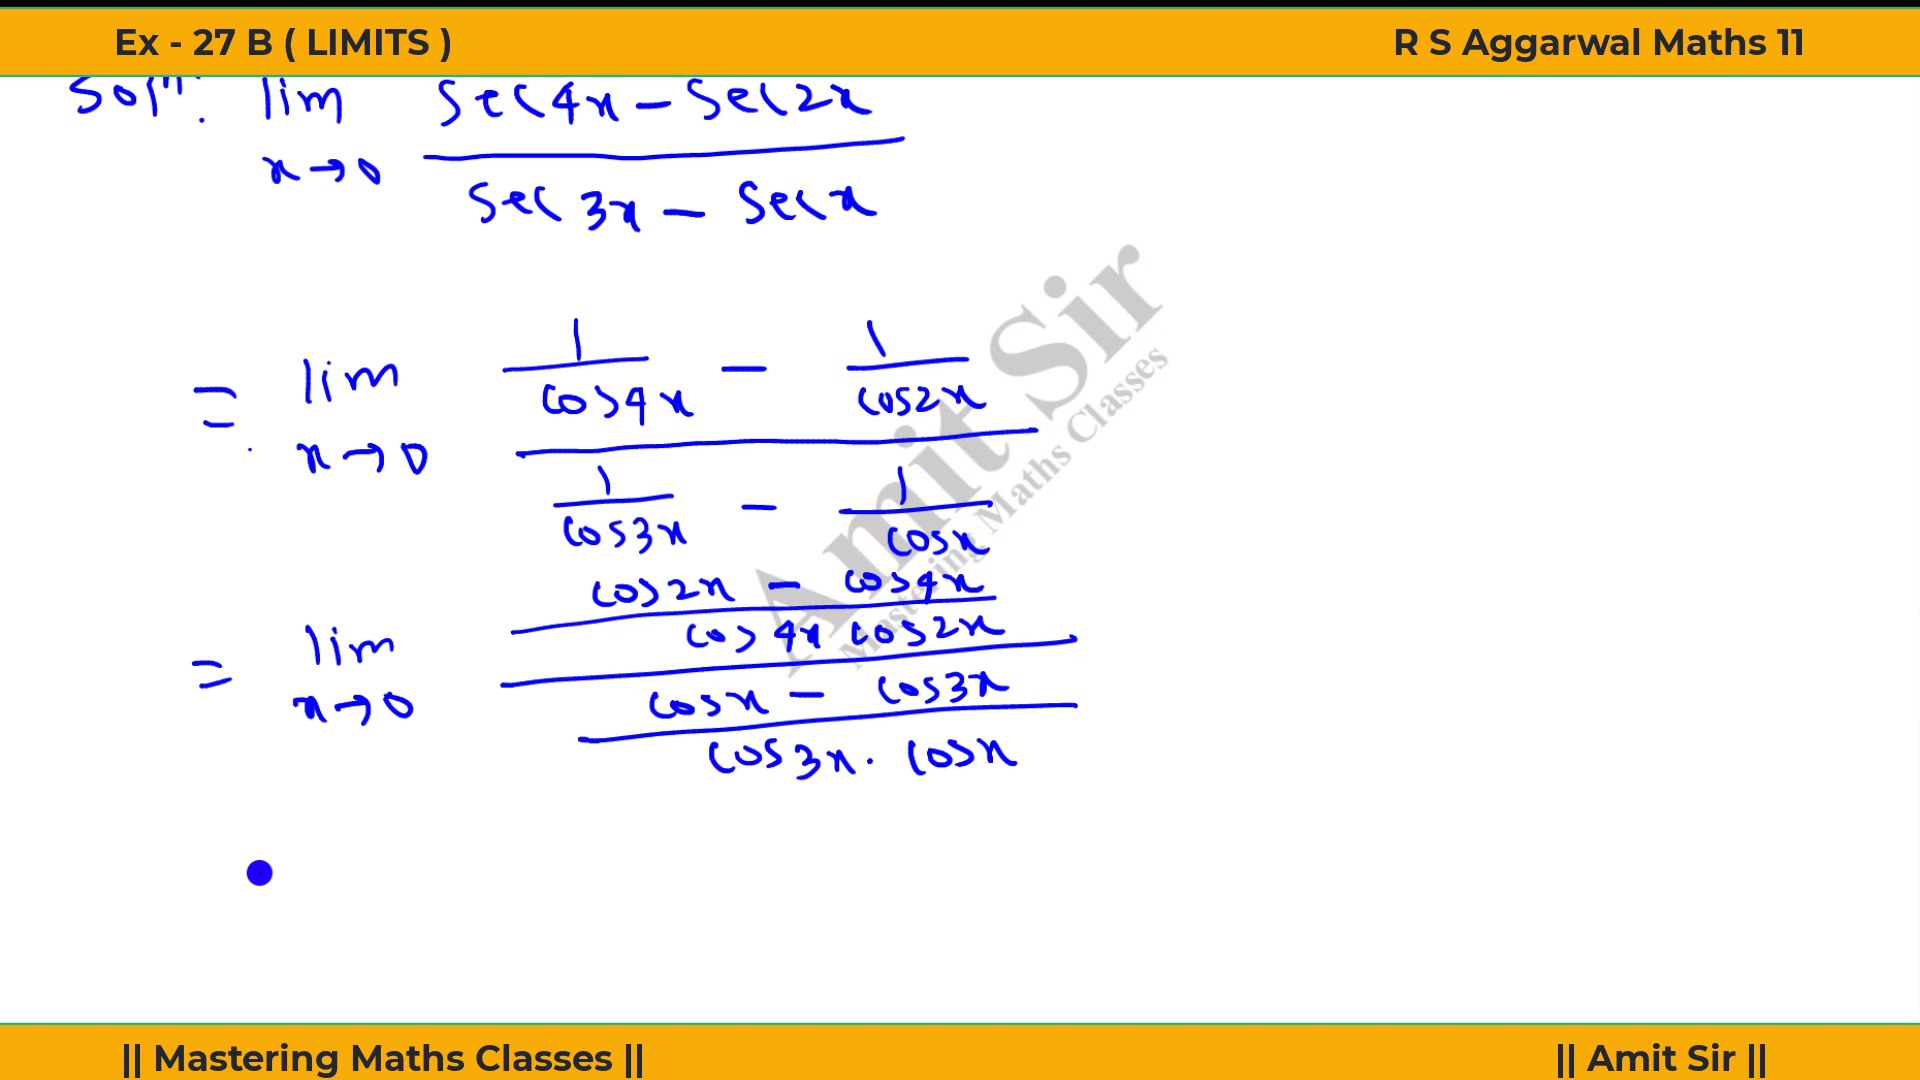 Ex - 27 B ( LIMITS )
R S Aggarwal Maths 11
Solⁿ. lim sec4x - sec2x
x→0 sec3x - secx
= lim 1 - 1
cos4x cos2x
x→0
1 - 1
cos3x cosx
cos2x - cos4x
= lim cos4x cos2x
x→0 cosx - cos3x
cos3x . cosx
Amit Sir
Mastering Maths Classes
|| Mastering Maths Classes ||
|| Amit Sir ||